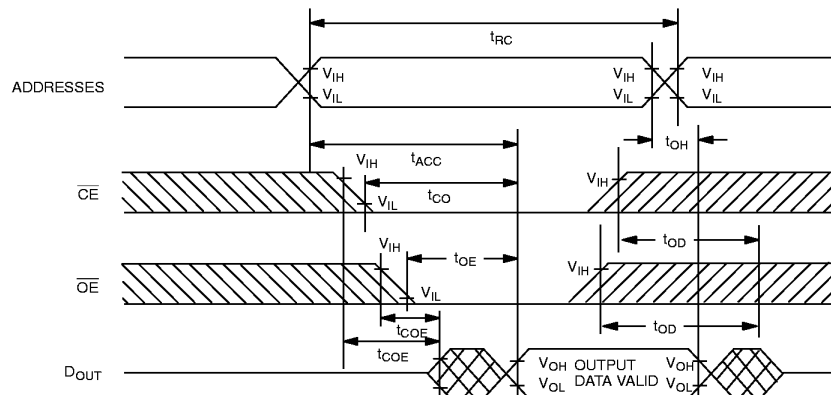 tRC
ADDRESSES
VIH VIH VIH
VIL VIL VIL
tOH
tACC
VIH
CE VIH
tCO
VIL
VIH tOD
OE tOE VIH
VIL
tCOE tOD
tCOE
DOUT VOH OUTPUT VOH
VOL DATA VALID VOL